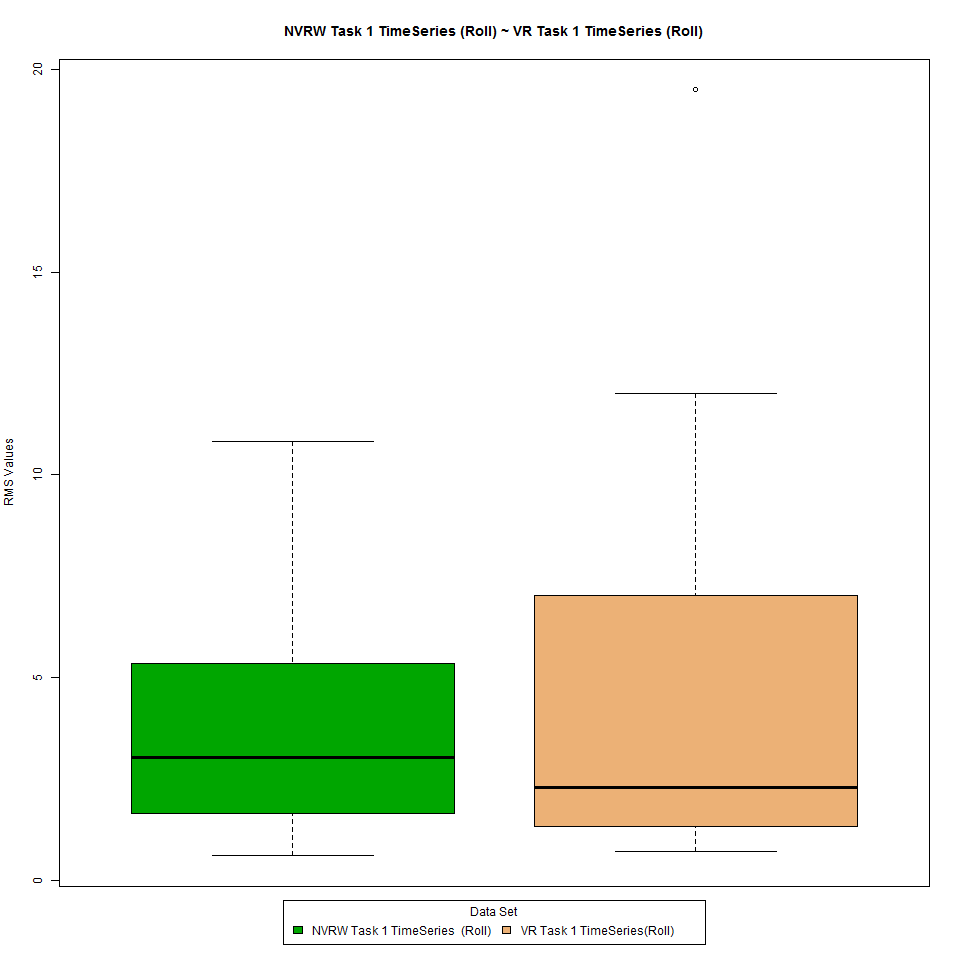 NVRW Task 1 TimeSeries (Roll) ~ VR Task 1 TimeSeries (Roll)
RMS Values
20
15
10
5
0
Data Set
NVRW Task 1 TimeSeries (Roll) VR Task 1 TimeSeries(Roll)